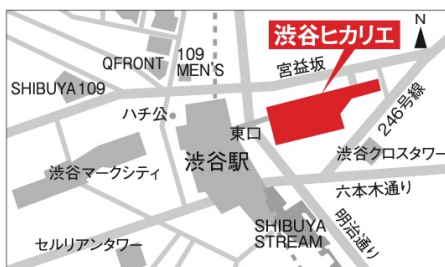 渋谷ヒカリエ
N
109
MEN'S
QFRONT
宮益坂
SHIBUYA109
ハチ公
246号線
東口
渋谷駅
渋谷クロスタワー
渋谷マークシティ
六本木通り
明治通り
SHIBUYA
STREAM
セルリアンタワー